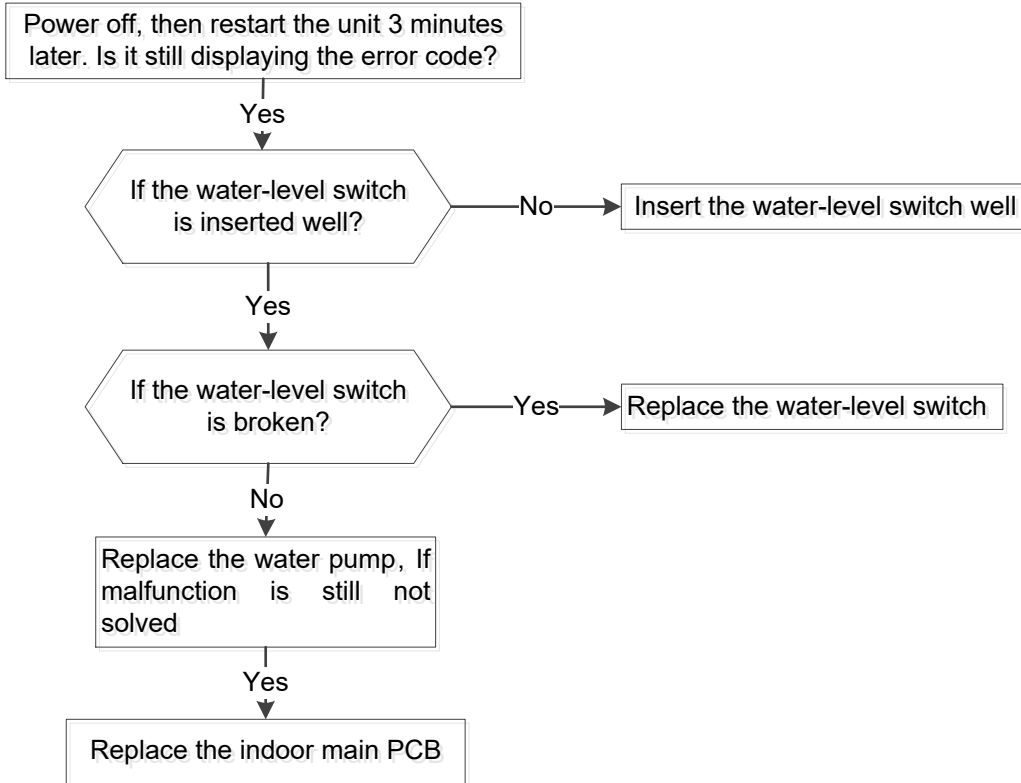 Power off, then restart the unit 3 minutes
later. Is it still displaying the error code?
Yes
If the water-level switch
is inserted well?
No
Insert the water-level switch well
Yes
If the water-level switch
is broken?
Yes
Replace the water-level switch
No
Replace the water pump, If
malfunction is still not
solved
Yes
Replace the indoor main PCB